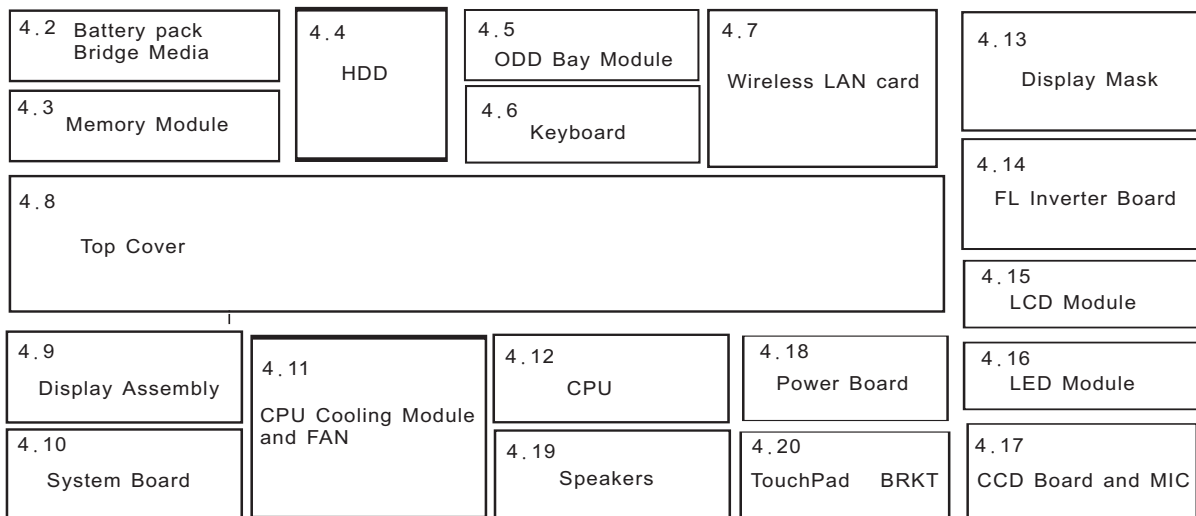 4.2 Battery pack
Bridge Media
4.3
Memory Module
4.4
HDD
4.5
ODD Bay Module
4.6
Keyboard
4.7
Wireless LAN card
4.8
Top Cover
4.9
Display Assembly
4.10
System Board
4.11
CPU Cooling Module
and FAN
4.12
CPU
4.19
Speakers
4.18
Power Board
4.20
TouchPad BRKT
4.13
Display Mask
4.14
FL Inverter Board
4.15
LCD Module
4.16
LED Module
4.17
CCD Board and MIC